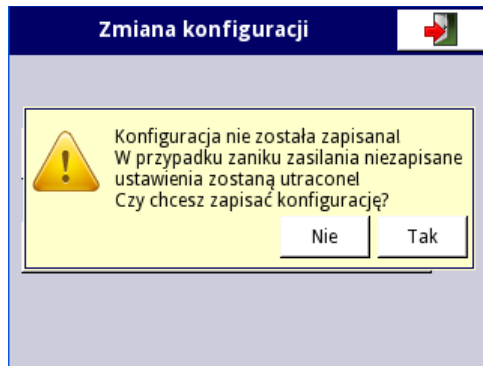 Zmiana konfiguracji
Konfiguracja nie została zapisana!
W przypadku zaniku zasilania niezapisane
ustawienia zostaną utracone!
Czy chcesz zapisać konfigurację?
Nie
Tak